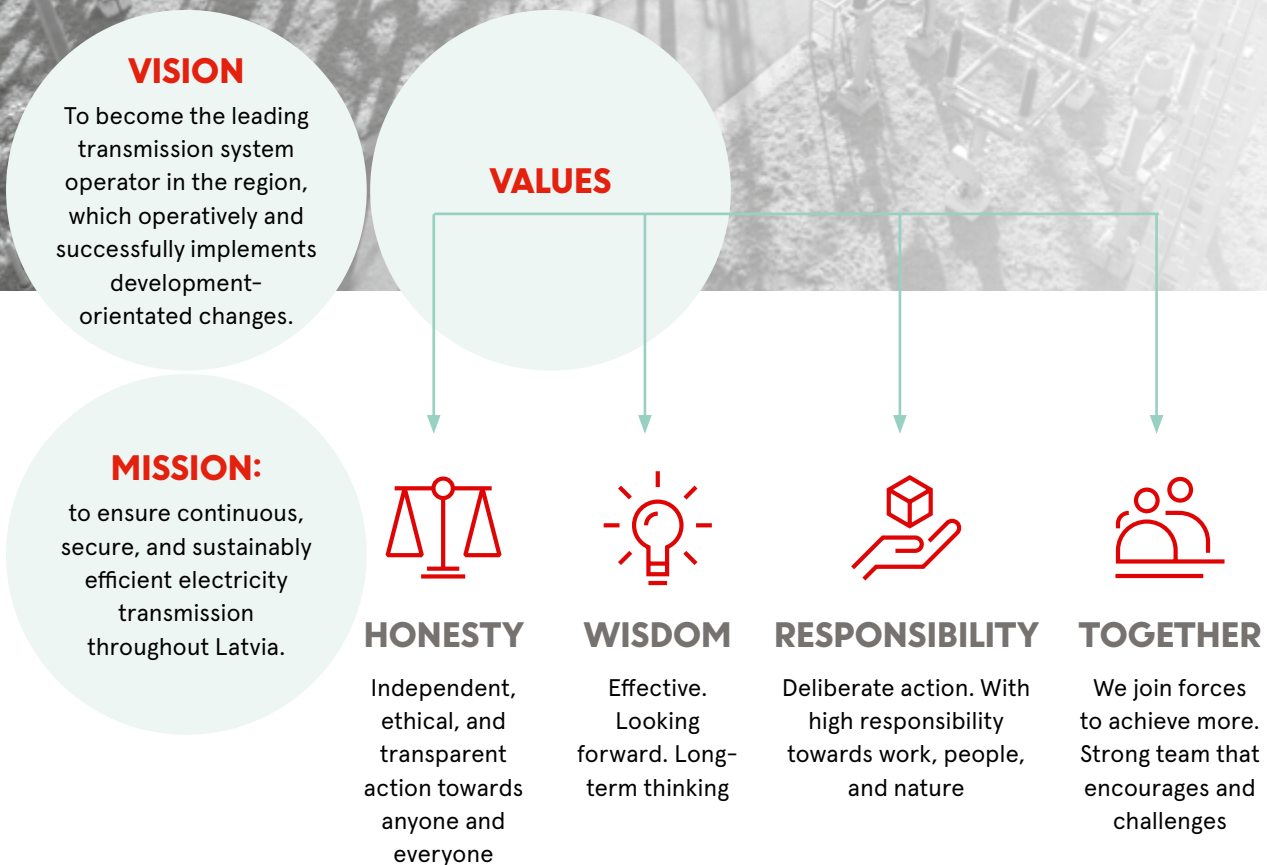 VISION
To become the leading
transmission system
operator in the region,
which operatively and
successfully implements
development-
orientated changes.
VALUES
MISSION:
to ensure continuous,
secure, and sustainably
efficient electricity
transmission
throughout Latvia.
HONESTY
Independent,
ethical, and
transparent
action towards
anyone and
everyone
WISDOM
Effective.
Looking
forward. Long-
term thinking
RESPONSIBILITY
Deliberate action. With
high responsibility
towards work, people,
and nature
TOGETHER
We join forces
to achieve more.
Strong team that
encourages and
challenges